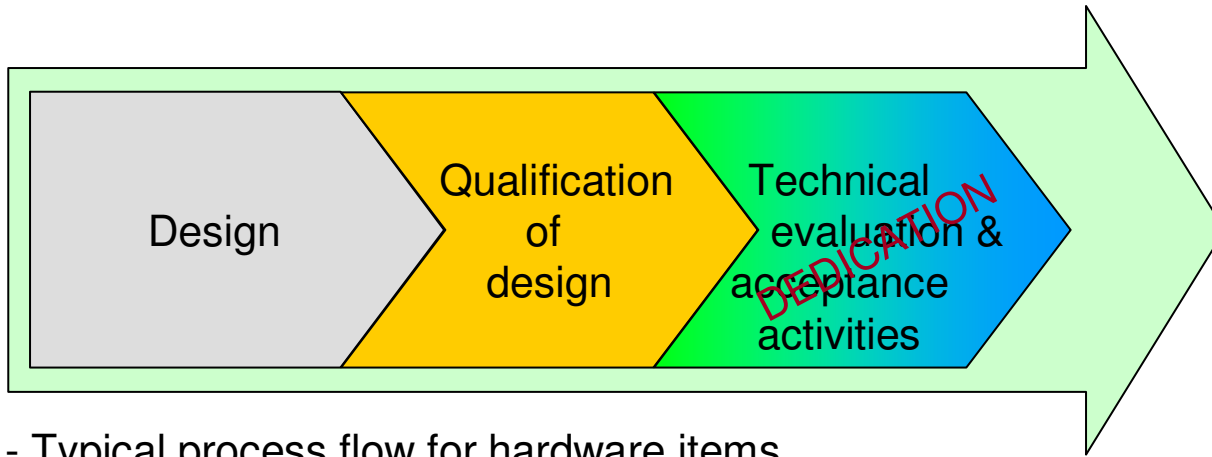 Design
Qualification
of
design
Technical
evaluation &
acceptance
activities
DEDICATION
- Typical process flow for hardware items